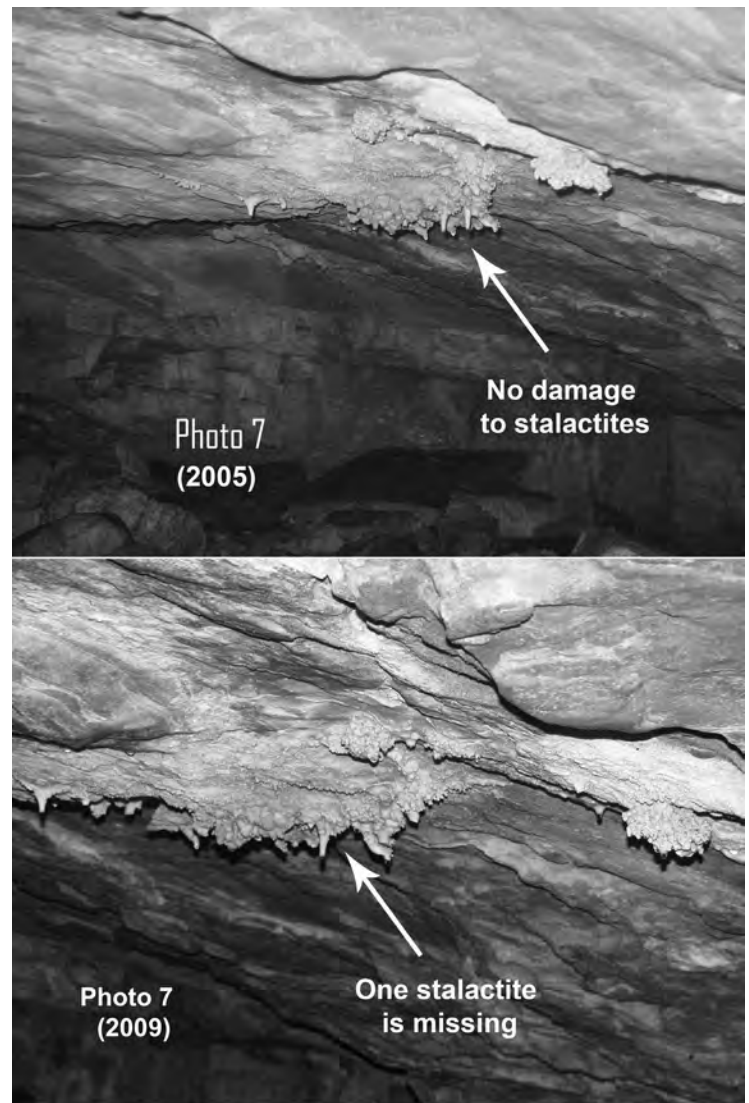 No damage
to stalactites
Photo 7
(2005)
One stalactite
is missing
Photo 7
(2009)